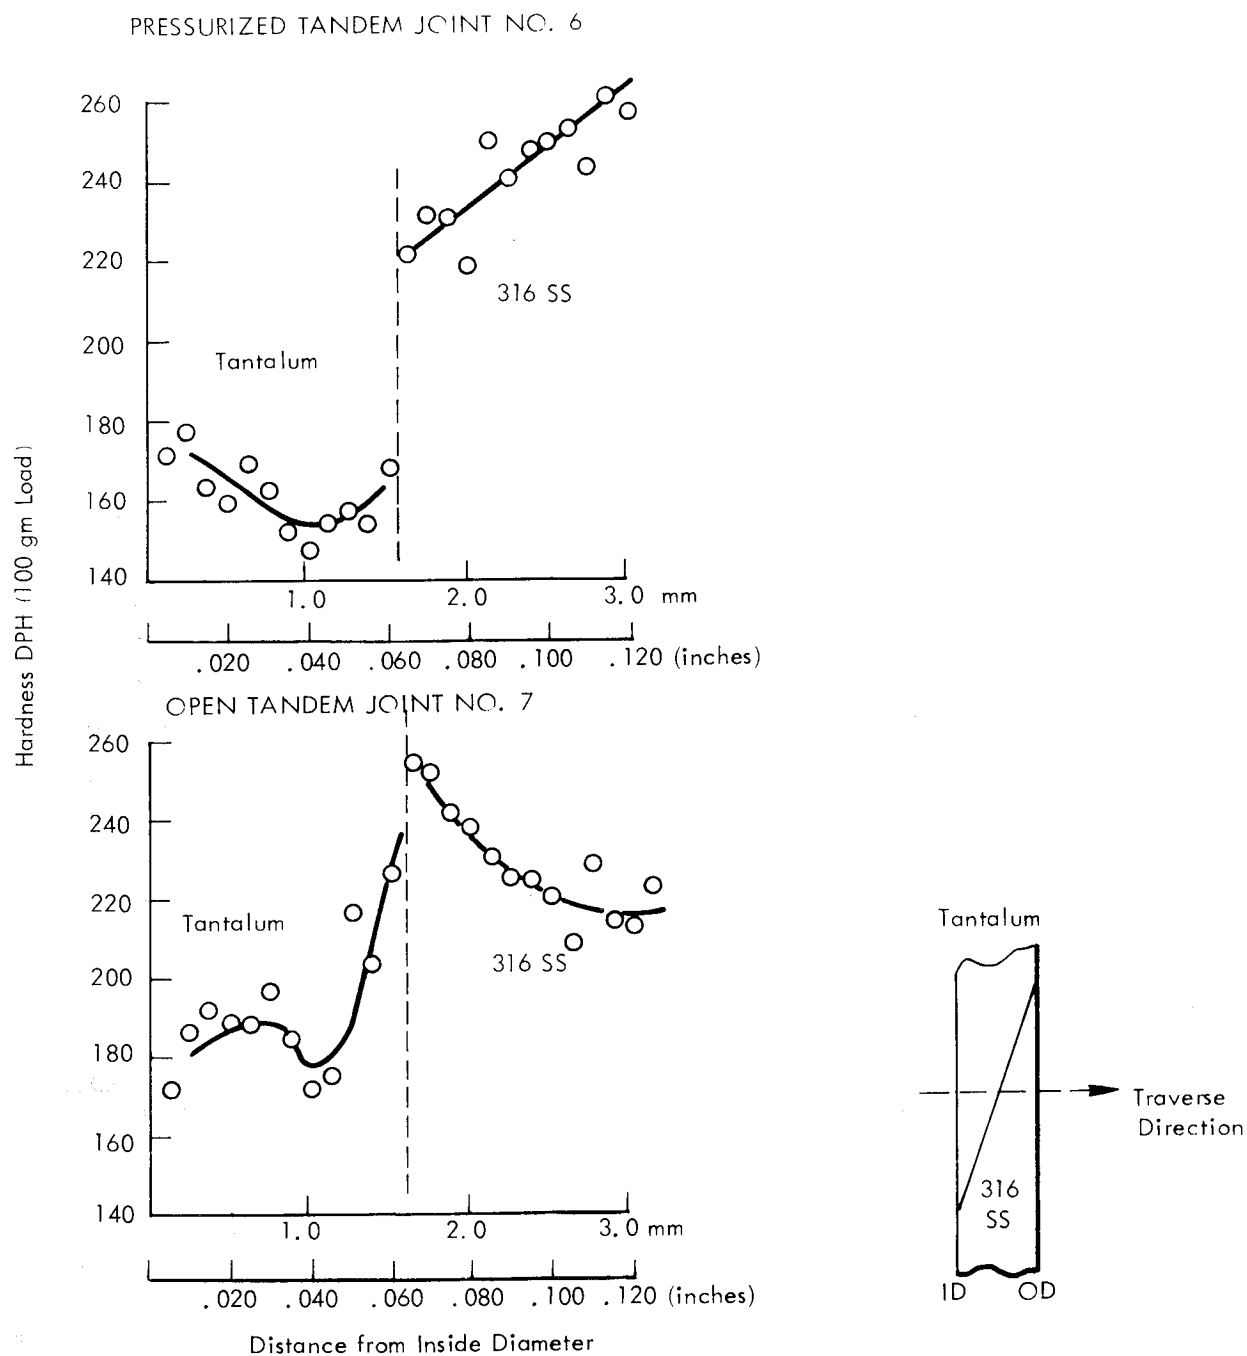 PRESSURIZED TANDEM JOINT NO. 6
260
240
220
200
180
160
140
Tantalum
316 SS
1.0 2.0 3.0 mm
.020 .040 .060 .080 .100 .120 (inches)
Hardness DPH (100 gm Load)
OPEN TANDEM JOINT NO. 7
260
240
220
200
180
160
140
Tantalum
316 SS
1.0 2.0 3.0 mm
.020 .040 .060 .080 .100 .120 (inches)
Distance from Inside Diameter
Tantalum
Traverse
Direction
316
SS
ID OD